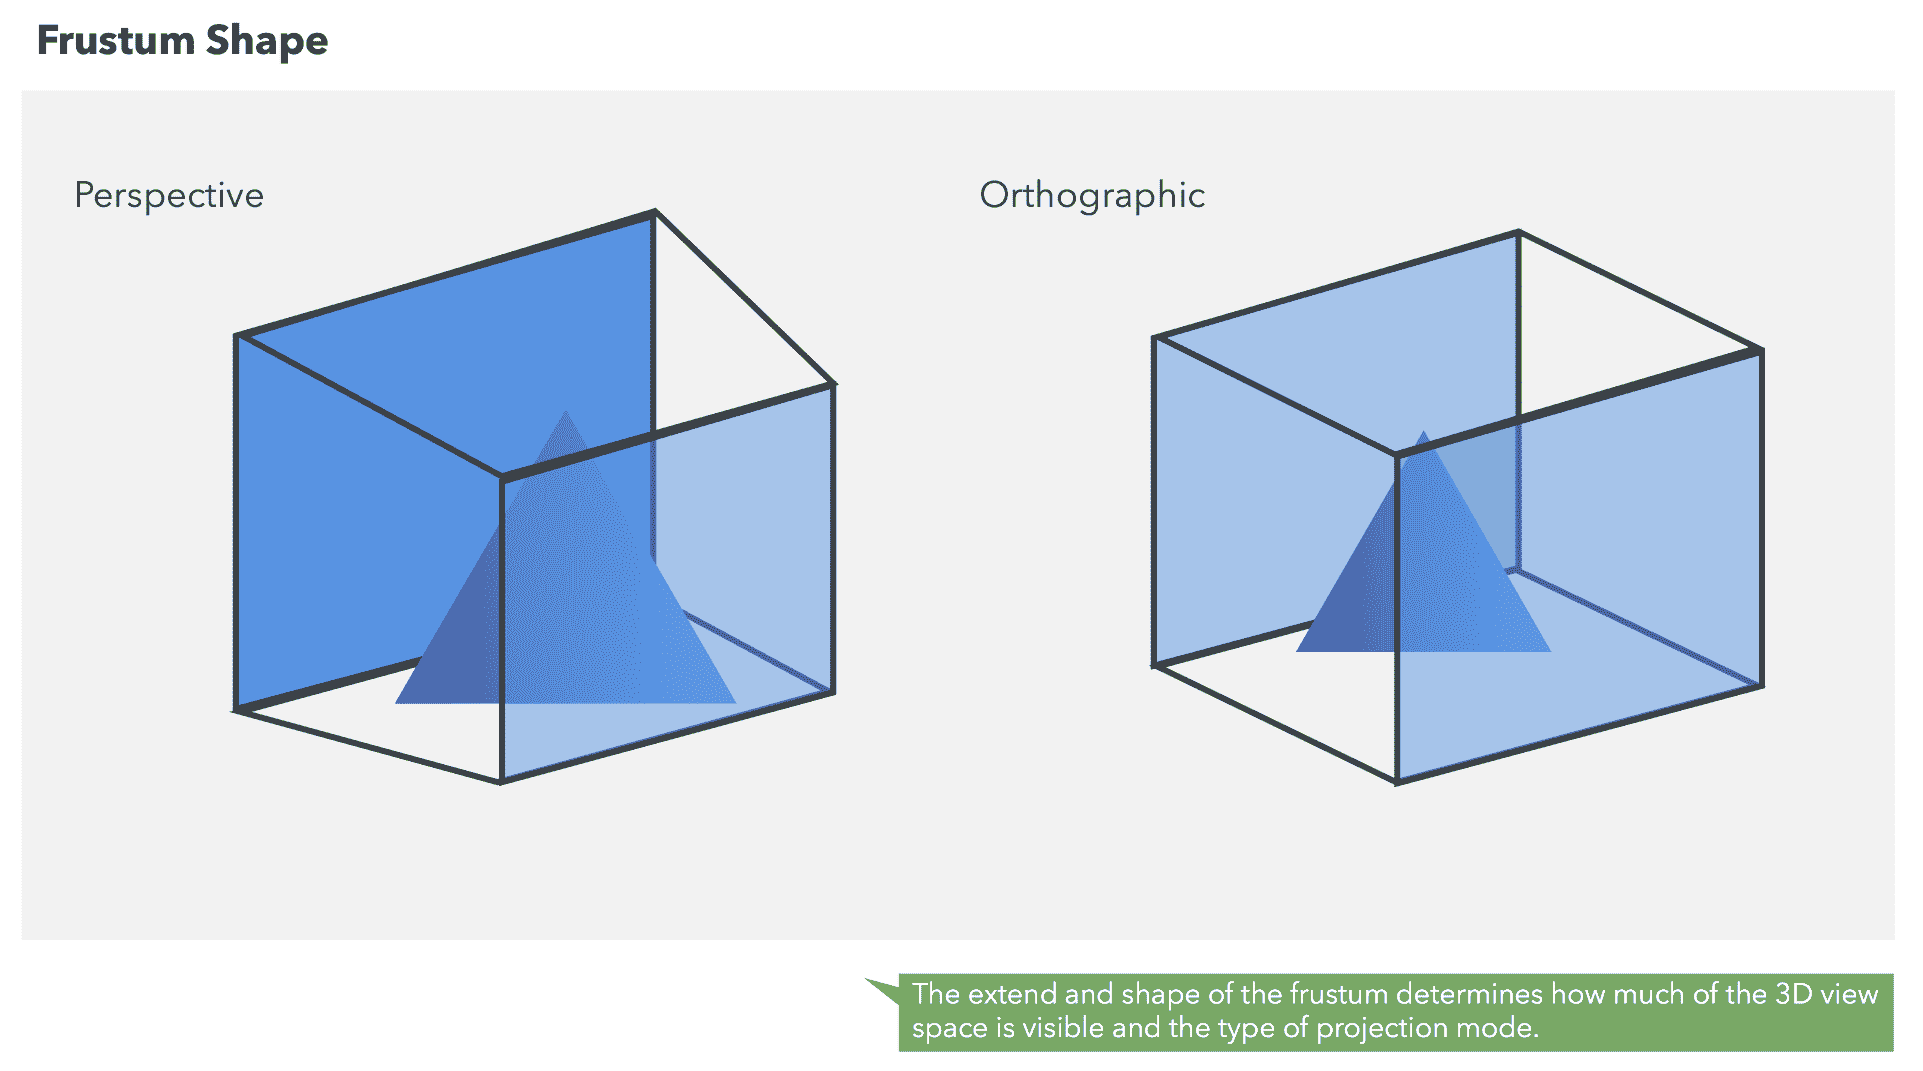 Frustum Shape
Perspective
Orthographic
The extend and shape of the frustum determines how much of the 3D view
space is visible and the type of projection mode.